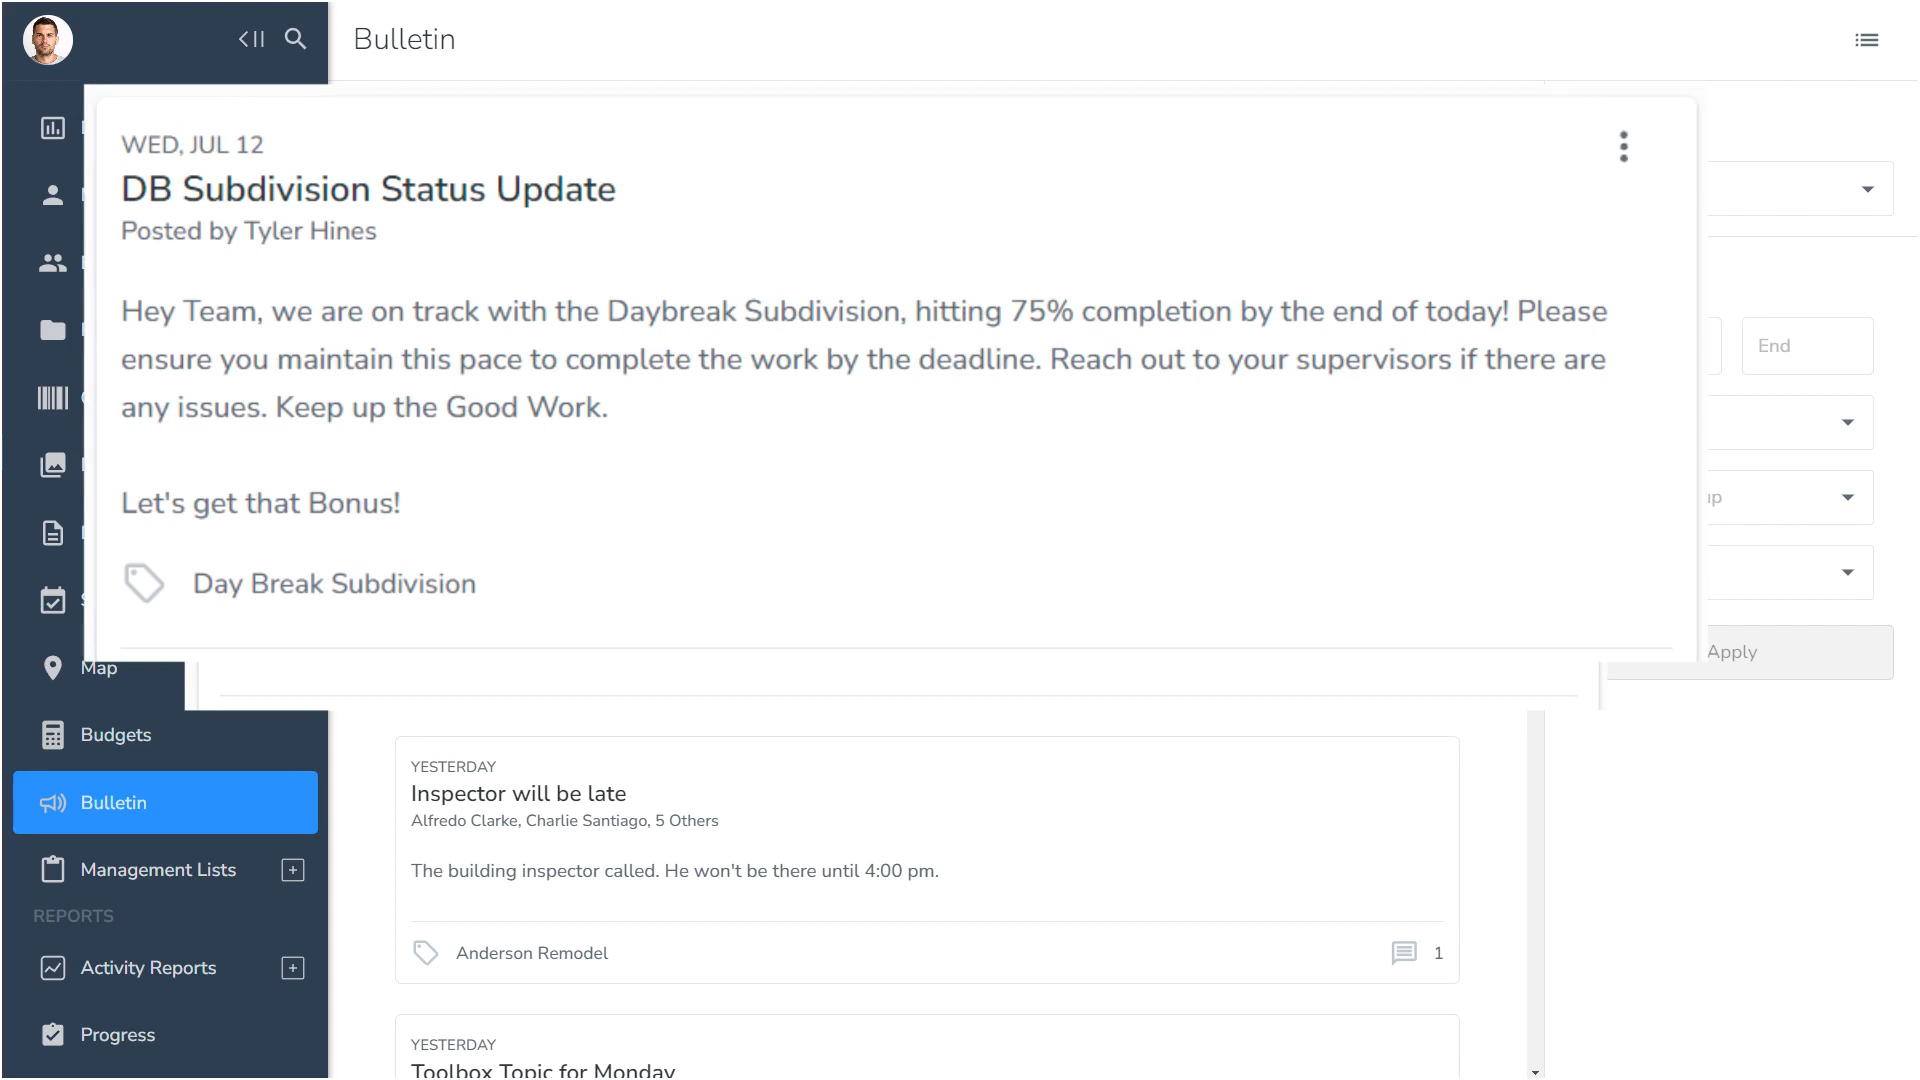 Bulletin
WED, JUL 12
DB Subdivision Status Update
Posted by Tyler Hines
Hey Team, we are on track with the Daybreak Subdivision, hitting 75% completion by the end of today! Please
ensure you maintain this pace to complete the work by the deadline. Reach out to your supervisors if there are
any issues. Keep up the Good Work.
Let's get that Bonus!
Day Break Subdivision
End
up
Apply
Map
Budgets
Bulletin
Management Lists
REPORTS
Activity Reports
Progress
YESTERDAY
Inspector will be late
Alfredo Clarke, Charlie Santiago, 5 Others
The building inspector called. He won't be there until 4:00 pm.
Anderson Remodel
1
YESTERDAY
Toolbox Topic for Monday